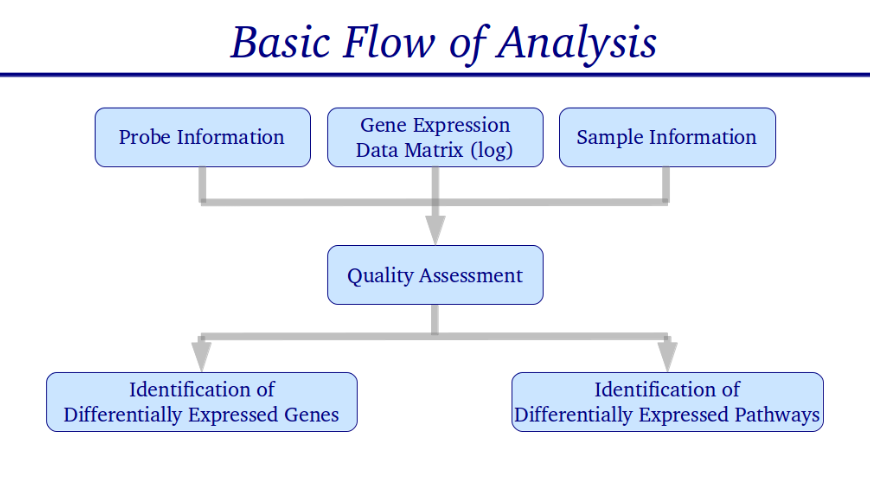 Basic Flow of Analysis
Probe Information
Gene Expression
Data Matrix (log)
Sample Information
Quality Assessment
Identification of
Differentially Expressed Genes
Identification of
Differentially Expressed Pathways